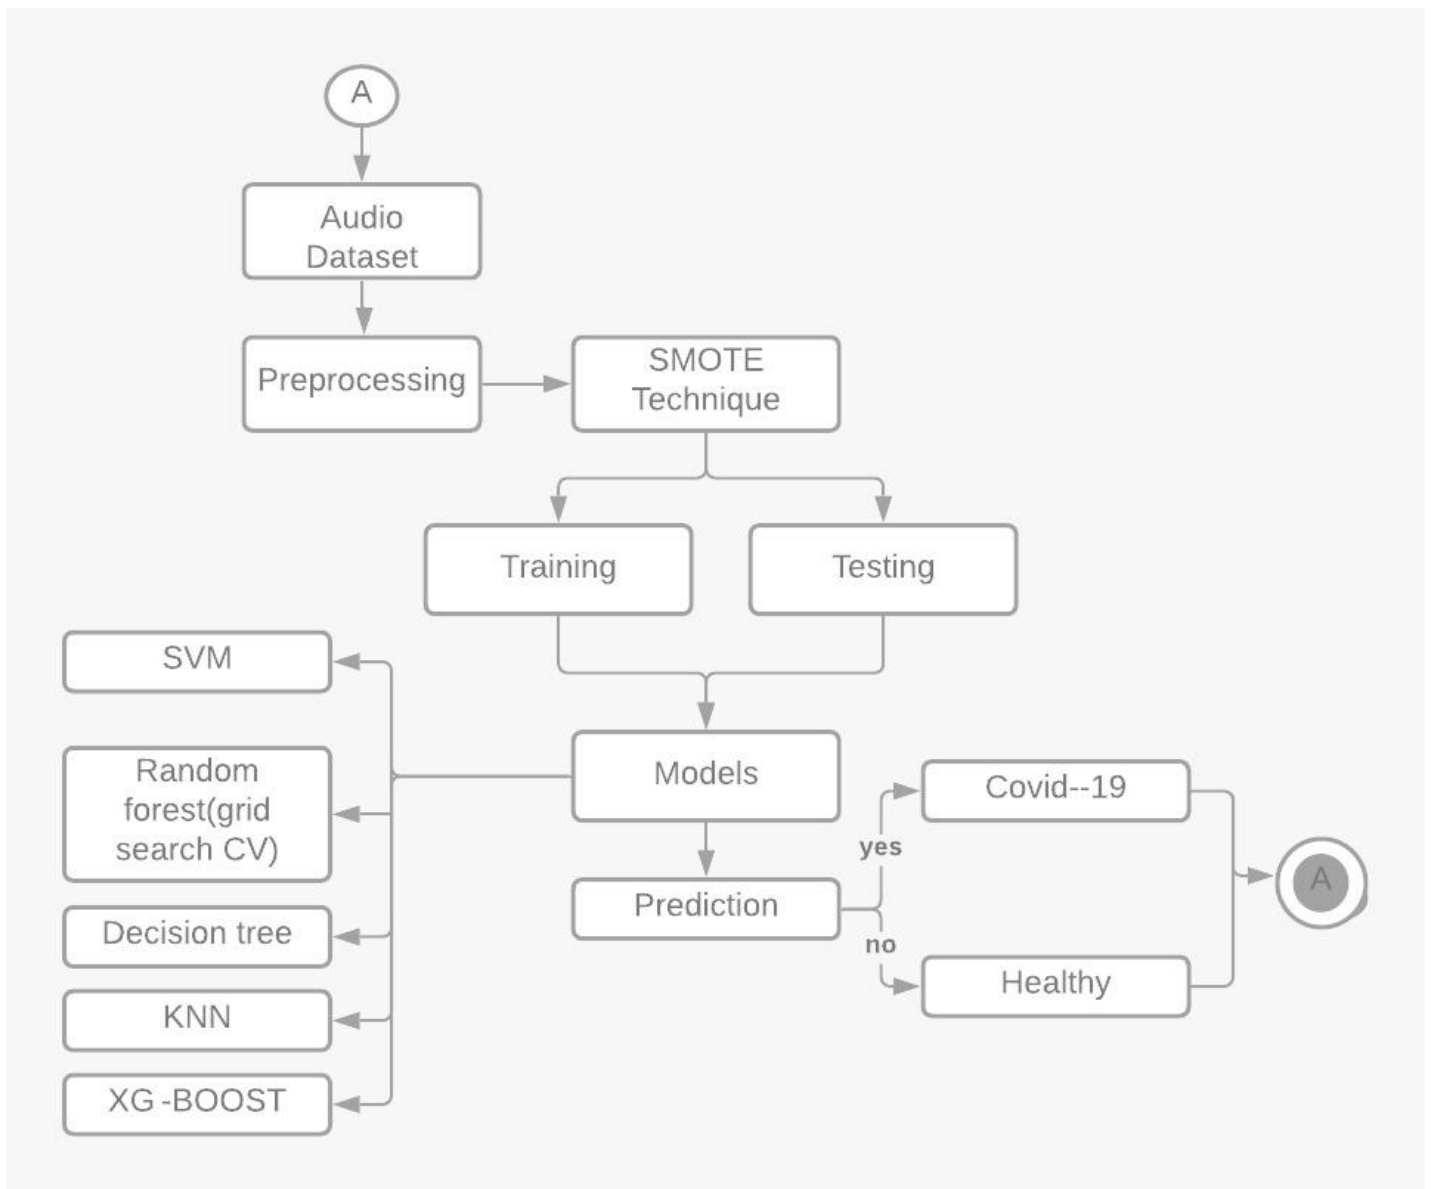 A
Audio
Dataset
Preprocessing
SMOTE
Technique
Training
Testing
SVM
Random
forest(grid
search CV)
Decision tree
KNN
XG -BOOST
Models
Prediction
yes
no
Covid--19
Healthy
A